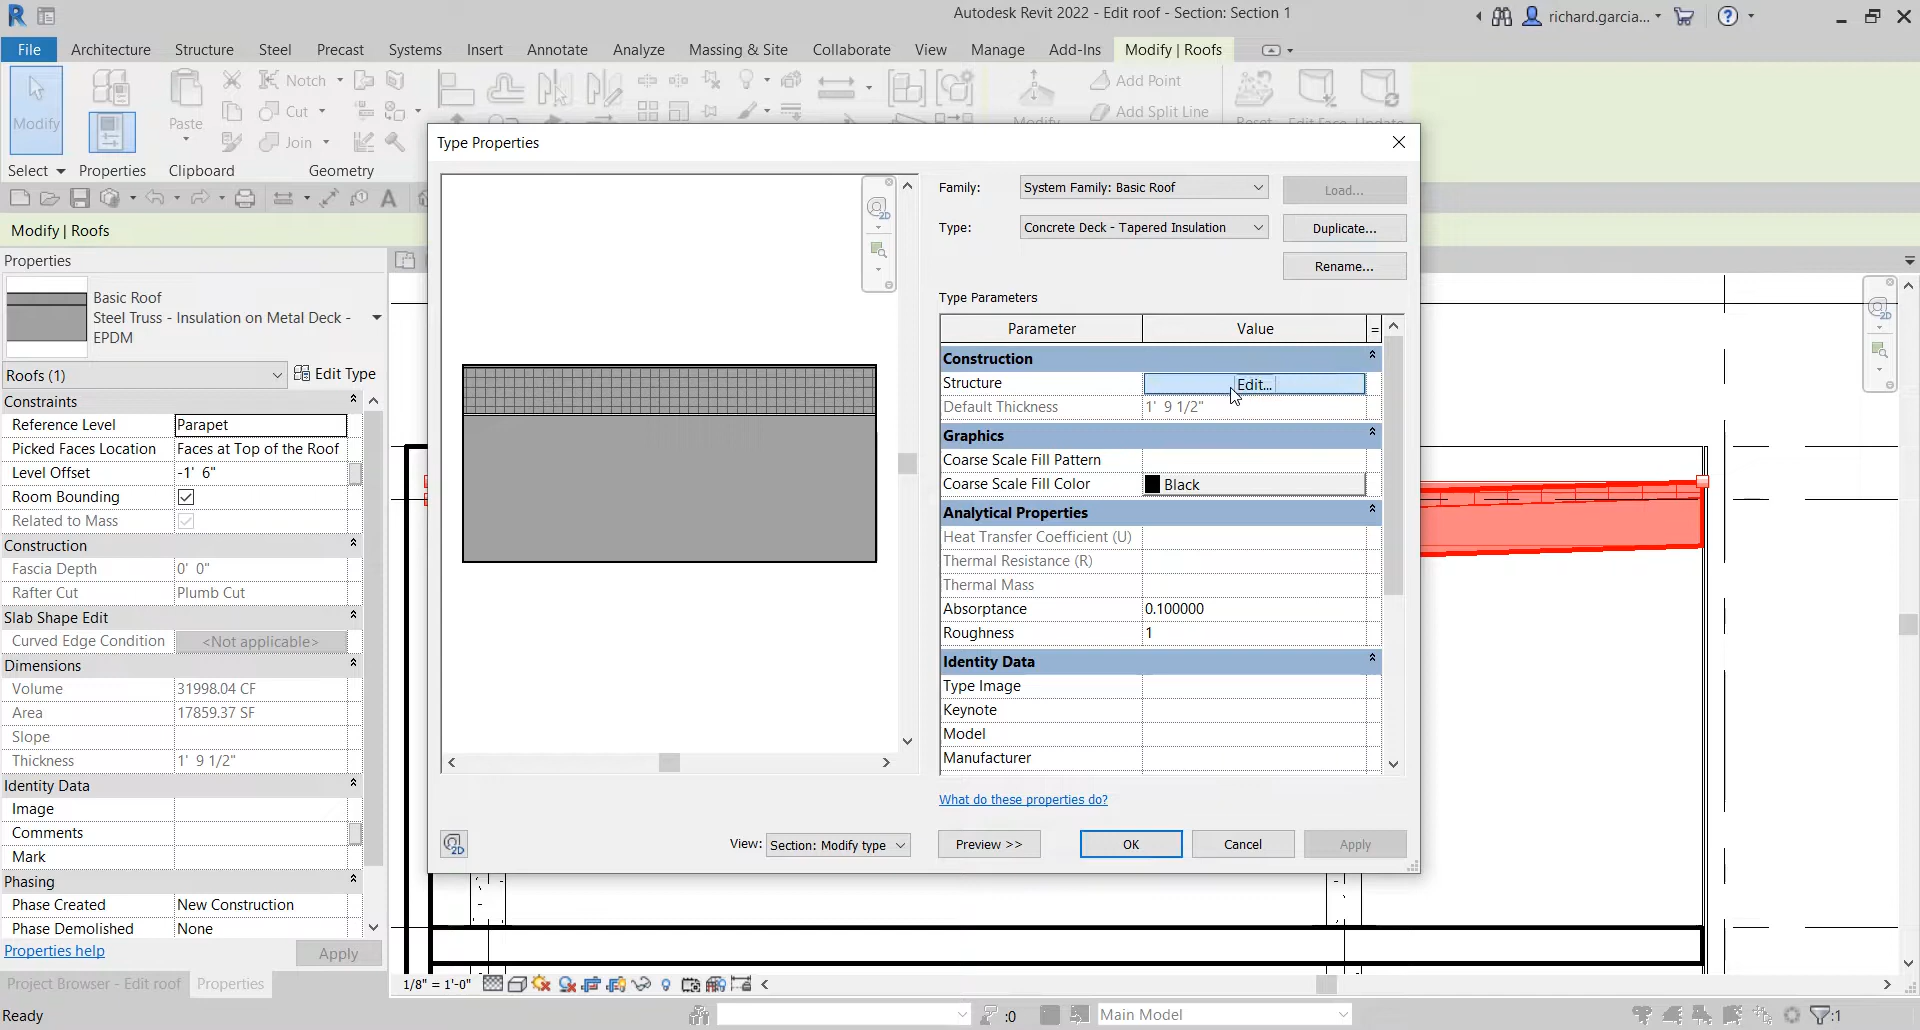 Autodesk Revit 2022 - Edit roof - Section: Section 1
richard.garcia...
File Architecture Structure Steel Precast Systems Insert Annotate Analyze Massing & Site Collaborate View Manage Add-Ins Modify | Roofs
Modify
Paste
Notch
Cut
Join
Add Point
Add Split Line
Select Properties Clipboard Geometry
Modify | Roofs
Properties
Basic Roof
Steel Truss - Insulation on Metal Deck -
EPDM
Roofs (1) Edit Type
Constraints
Reference Level Parapet
Picked Faces Location Faces at Top of the Roof
Level Offset -1' 6"
Room Bounding
Related to Mass
Construction
Fascia Depth 0' 0"
Rafter Cut Plumb Cut
Slab Shape Edit
Curved Edge Condition <Not applicable>
Dimensions
Volume 31998.04 CF
Area 17859.37 SF
Slope
Thickness 1' 9 1/2"
Identity Data
Image
Comments
Mark
Phasing
Phase Created New Construction
Phase Demolished None
Properties help Apply
Project Browser - Edit roof Properties
Type Properties
Family: System Family: Basic Roof Load...
Type: Concrete Deck - Tapered Insulation Duplicate...
Rename...
Type Parameters
Parameter Value =
Construction
Structure Edit...
Default Thickness 1' 9 1/2"
Graphics
Coarse Scale Fill Pattern
Coarse Scale Fill Color Black
Analytical Properties
Heat Transfer Coefficient (U)
Thermal Resistance (R)
Thermal Mass
Absorptance 0.100000
Roughness 1
Identity Data
Type Image
Keynote
Model
Manufacturer
What do these properties do?
View: Section: Modify type Preview >> OK Cancel Apply
1/8" = 1'-0"
Ready
:0
Main Model
:1